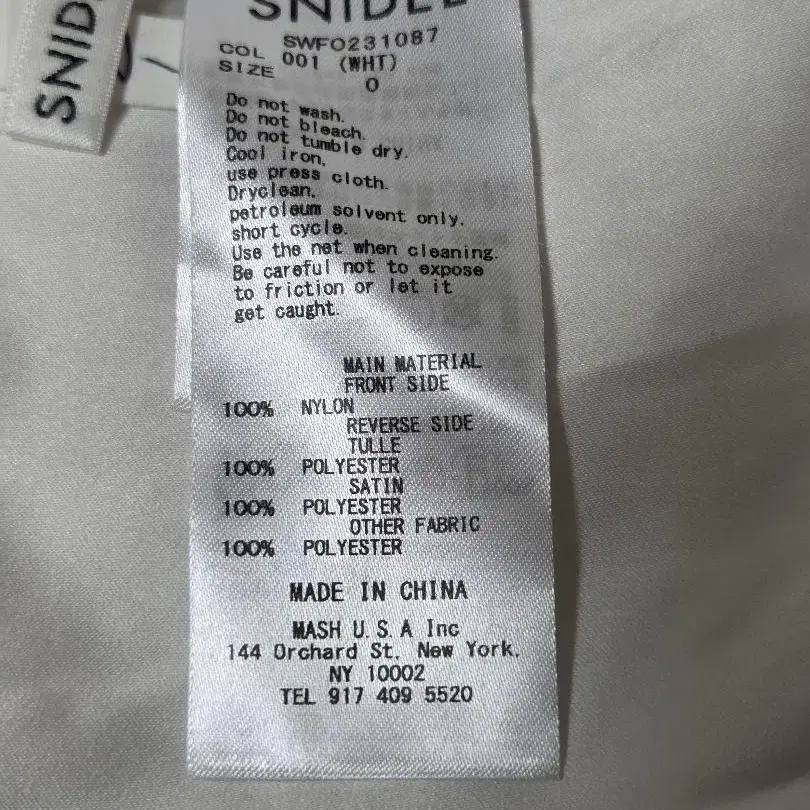 SNIDEL
COL SWFO231087
SIZE 001 (WHT)
0
Do not wash.
Do not bleach.
Do not tumble dry.
Cool iron,
use press cloth.
Dryclean,
petroleum solvent only.
short cycle.
Use the net when cleaning.
Be careful not to expose
to friction or let it
get caught.
MAIN MATERIAL
FRONT SIDE
100% NYLON
REVERSE SIDE
TULLE
100% POLYESTER
SATIN
100% POLYESTER
OTHER FABRIC
100% POLYESTER
MADE IN CHINA
MASH U.S.A Inc
144 Orchard St. New York.
NY 10002
TEL 917 409 5520
SNID